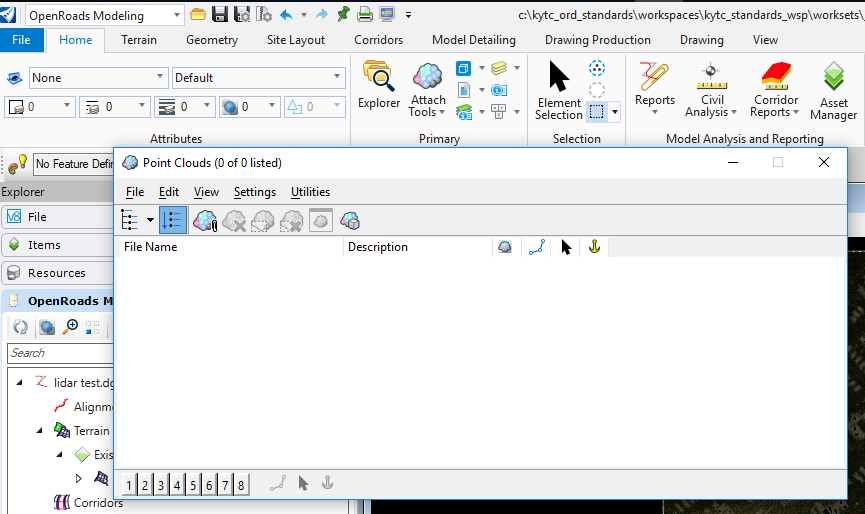 OpenRoads Modeling
c:\kytc_ord_standards\workspaces\kytc_standards_wsp\worksets\
File Home Terrain Geometry Site Layout Corridors Model Detailing Drawing Production Drawing View
None Default
0 0 0 0 0
Explorer Attach Tools Element Selection Reports Civil Analysis Corridor Reports Asset Manager
Attributes Primary Selection Model Analysis and Reporting
No Feature Defin
Point Clouds (0 of 0 listed)
Explorer
File Edit View Settings Utilities
V8 File
Items
File Name Description
Resources
OpenRoads M
Search
lidar test.dg
Alignme
Terrain
Exis
1 2 3 4 5 6 7 8
Corridors